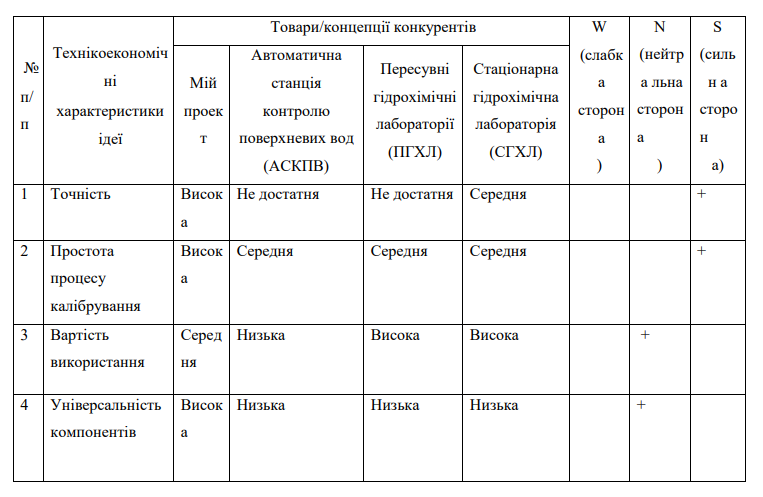 №
п/
п
Технікоекономіч
ні
характеристики
ідеї
Товари/концепції конкурентів
Мій
проек
т
Автоматична
станція
контролю
поверхневих вод
(АСКПВ)
Пересувні
гідрохімічні
лабораторії
(ПГХЛ)
Стаціонарна
гідрохімічна
лабораторія
(СГХЛ)
W
(слабк
а
сторон
а
)
N
(нейтр
а льна
сторон
а
)
S
(силь
н а
сторо
н
а)
1
Точність
Висок
а
Не достатня
Не достатня
Середня
+
2
Простота
процесу
калібрування
Висок
а
Середня
Середня
Середня
+
3
Вартість
використання
Серед
ня
Низька
Висока
Висока
+
4
Універсальність
компонентів
Висок
а
Низька
Низька
Низька
+